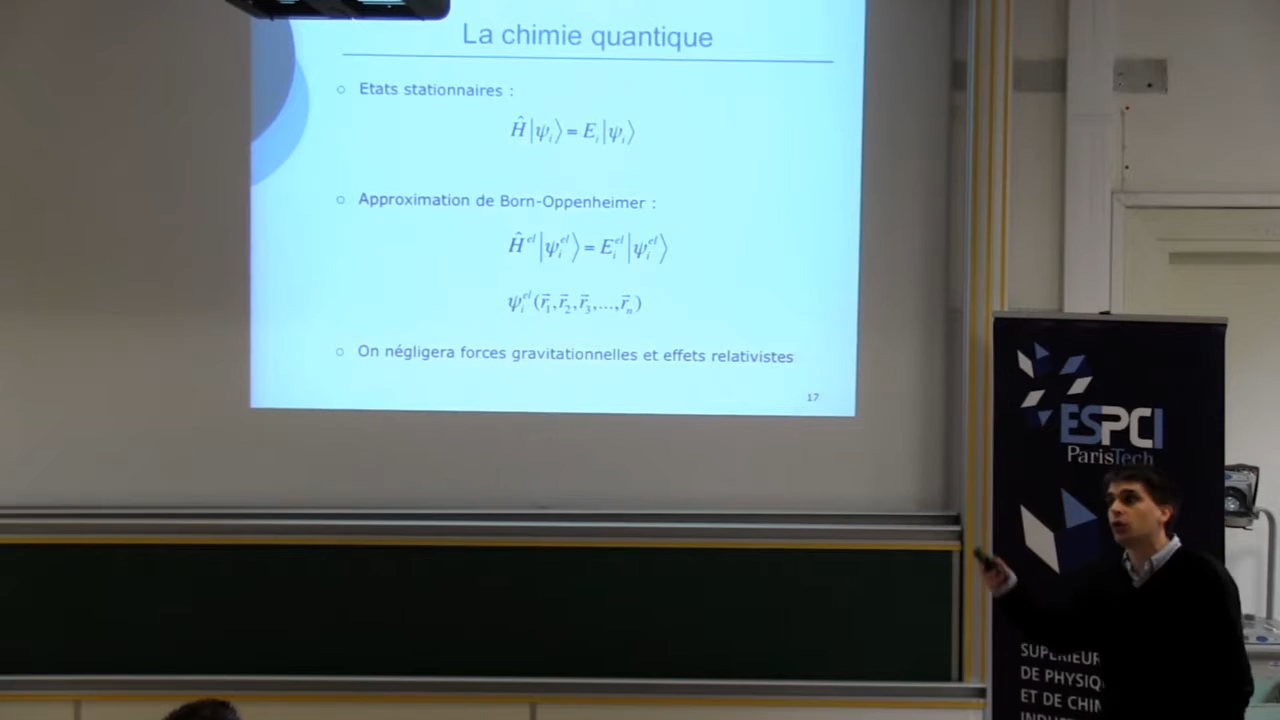 La chimie quantique
Etats stationnaires :
Ĥ|ψᵢ⟩ = Eᵢ|ψᵢ⟩
Approximation de Born-Oppenheimer :
Ĥᵉˡ|ψᵢᵉˡ⟩ = Eᵢᵉˡ|ψᵢᵉˡ⟩
ψᵢᵉˡ(r⃗₁,r⃗₂,r⃗₃,...,r⃗ₙ)
On négligera forces gravitationnelles et effets relativistes
17
ESPCI
ParisTech
DE PHYSIQ
ET DE CHIM